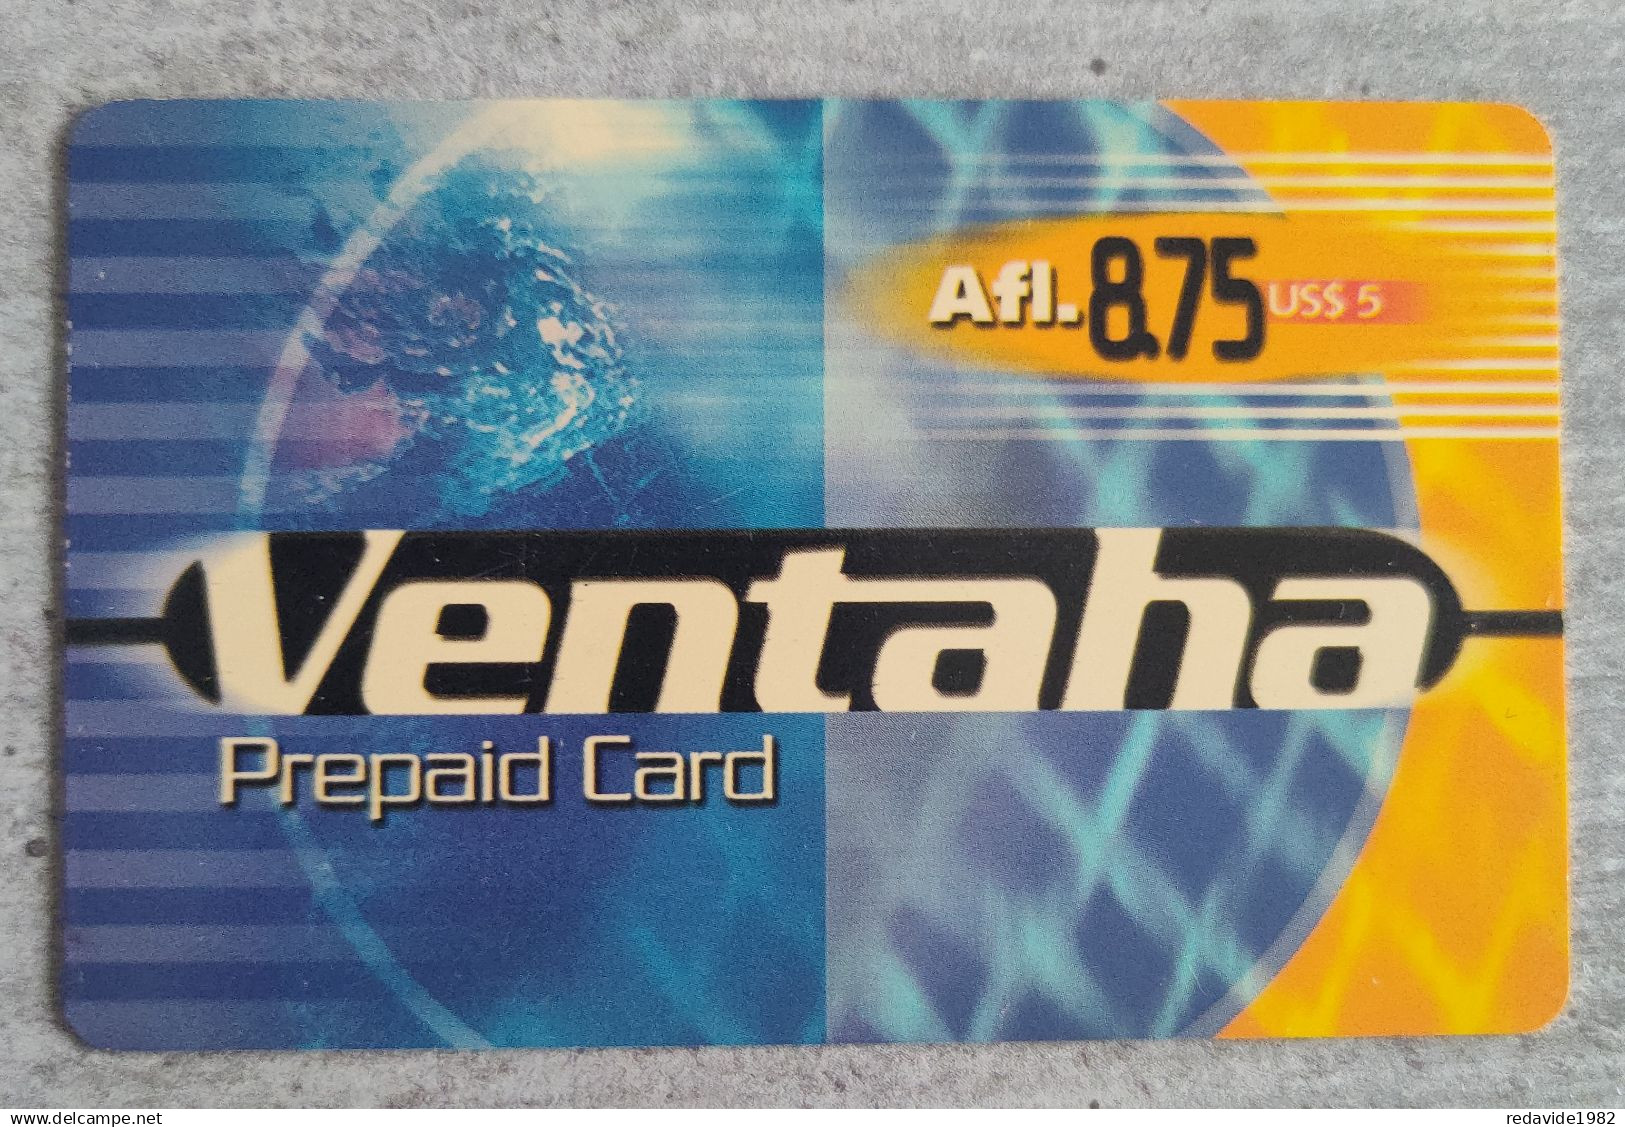 Afl. 8.75 US$ 5
Ventaha
Prepaid Card
www.delcampe.net
redavide1982